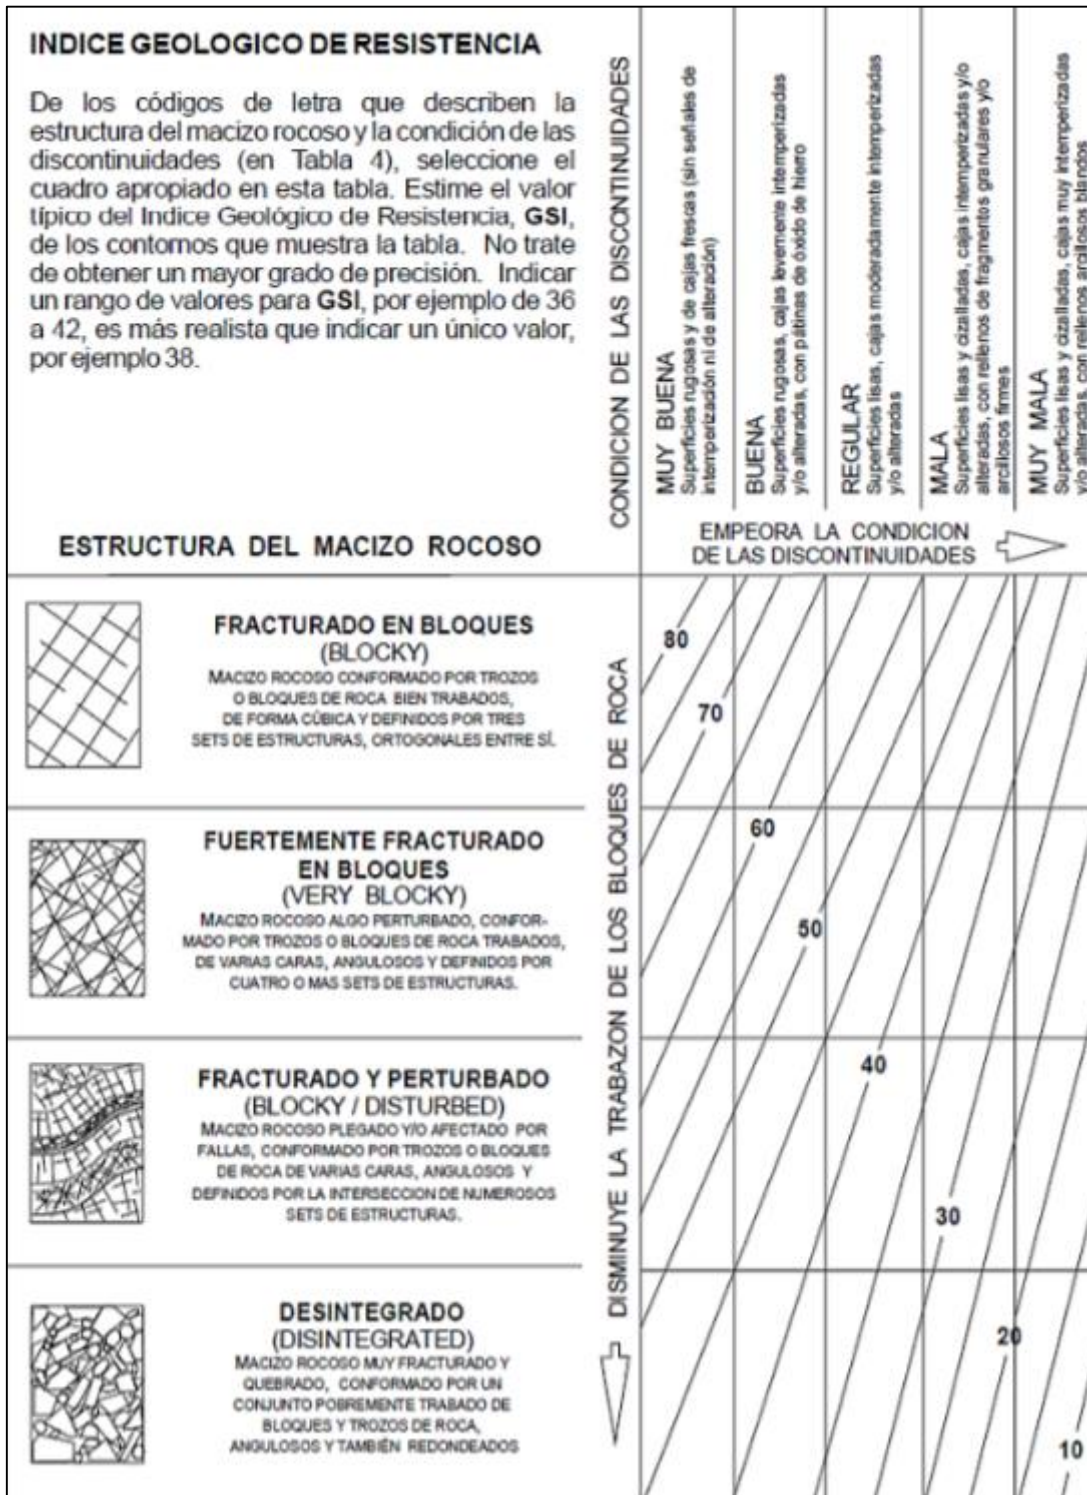 INDICE GEOLOGICO DE RESISTENCIA
De los códigos de letra que describen la
estructura del macizo rocoso y la condición de las
discontinuidades (en Tabla 4), seleccione el
cuadro apropiado en esta tabla. Estime el valor
típico del Indice Geológico de Resistencia, GSI,
de los contornos que muestra la tabla. No trate
de obtener un mayor grado de precisión. Indicar
un rango de valores para GSI, por ejemplo de 36
a 42, es más realista que indicar un único valor,
por ejemplo 38.
CONDICION DE LAS DISCONTINUIDADES
MUY BUENA
Superficies rugosas y de cajas frescas (sin señales de
intemperización ni de alteración)
BUENA
Superficies rugosas, cajas levemente intemperizadas
y/o alteradas, con pátinas de óxido de hierro
REGULAR
Superficies lisas, cajas moderadamente intemperizadas
y/o alteradas
MALA
Superficies lisas y cizalladas, cajas intemperizadas y/o
alteradas, con rellenos de fragmentos granulares y/o
arcillosos firmes
MUY MALA
Superficies lisas y cizalladas, cajas muy intemperizadas
y/o alteradas, con rellenos arcillosos blandos
ESTRUCTURA DEL MACIZO ROCOSO
EMPEORA LA CONDICION
DE LAS DISCONTINUIDADES
DISMINUYE LA TRABAZON DE LOS BLOQUES DE ROCA
FRACTURADO EN BLOQUES
(BLOCKY)
MACIZO ROCOSO CONFORMADO POR TROZOS
O BLOQUES DE ROCA BIEN TRABADOS,
DE FORMA CÚBICA Y DEFINIDOS POR TRES
SETS DE ESTRUCTURAS, ORTOGONALES ENTRE SÍ.
80
70
FUERTEMENTE FRACTURADO
EN BLOQUES
(VERY BLOCKY)
MACIZO ROCOSO ALGO PERTURBADO, CONFOR-
MADO POR TROZOS O BLOQUES DE ROCA TRABADOS,
DE VARIAS CARAS, ANGULOSOS Y DEFINIDOS POR
CUATRO O MAS SETS DE ESTRUCTURAS.
60
50
FRACTURADO Y PERTURBADO
(BLOCKY / DISTURBED)
MACIZO ROCOSO PLEGADO Y/O AFECTADO POR
FALLAS, CONFORMADO POR TROZOS O BLOQUES
DE ROCA DE VARIAS CARAS, ANGULOSOS Y
DEFINIDOS POR LA INTERSECCION DE NUMEROSOS
SETS DE ESTRUCTURAS.
40
30
DESINTEGRADO
(DISINTEGRATED)
MACIZO ROCOSO MUY FRACTURADO Y
QUEBRADO, CONFORMADO POR UN
CONJUNTO POBREMENTE TRABADO DE
BLOQUES Y TROZOS DE ROCA,
ANGULOSOS Y TAMBIÉN REDONDEADOS
20
10